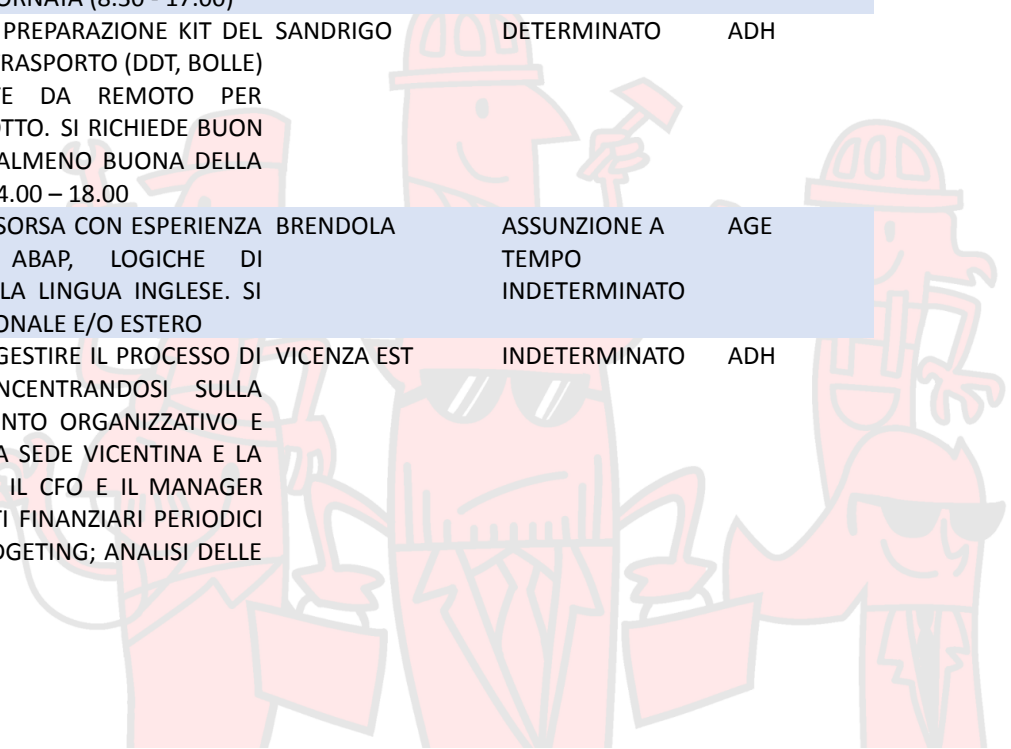 (8.30 - 17.00)
PREPARAZIONE KIT DEL SANDRIGO DETERMINATO ADH
RASPORTO (DDT, BOLLE)
TE DA REMOTO PER
OTTO. SI RICHIEDE BUON
ALMENO BUONA DELLA
4.00 – 18.00
SORSA CON ESPERIENZA BRENDOLA ASSUNZIONE A AGE
ABAP, LOGICHE DI TEMPO
LA LINGUA INGLESE. SI INDETERMINATO
ONALE E/O ESTERO
GESTIRE IL PROCESSO DI VICENZA EST INDETERMINATO ADH
NCENTRANDOSI SULLA
NTO ORGANIZZATIVO E
A SEDE VICENTINA E LA
IL CFO E IL MANAGER
TI FINANZIARI PERIODICI
DGETING; ANALISI DELLE